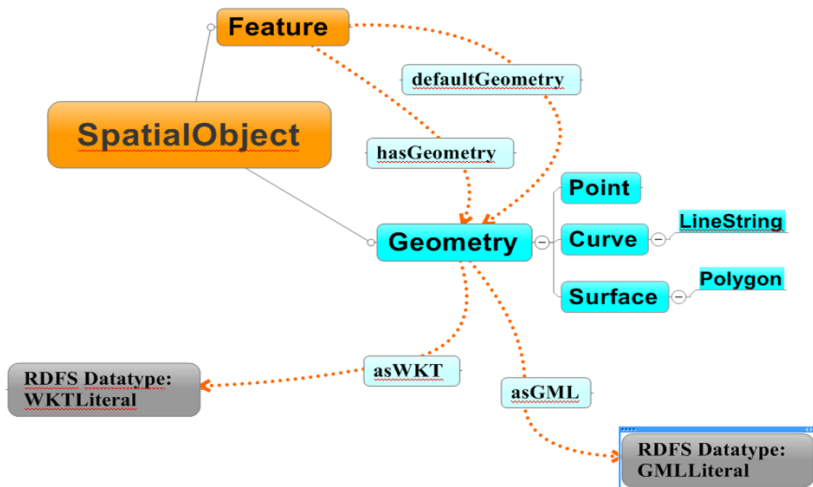 Feature
defaultGeometry
SpatialObject
hasGeometry
Point
LineString
Geometry
Curve
Polygon
Surface
asWKT
RDFS Datatype:
WKTLiteral
asGML
RDFS Datatype:
GMLLiteral